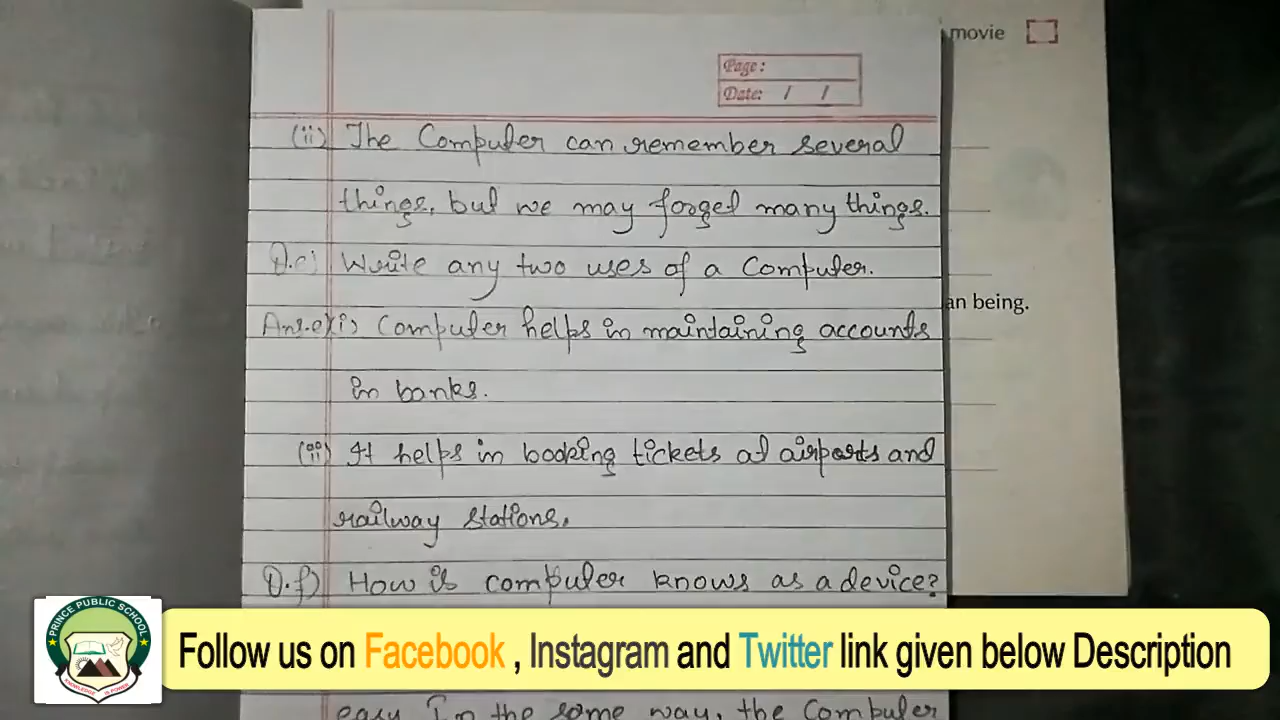 movie
Page:
Date: / /
(ii) The Computer can remember several
things, but we may forget many things.
Q.e) Write any two uses of a Computer.
an being.
Ans.e)(i) Computer helps in maintaining accounts
in banks.
(ii) It helps in booking tickets at airports and
railway stations.
Q.f) How is computer knows as a device?
PRINCE PUBLIC SCHOOL
KNOWLEDGE IS POWER
Follow us on Facebook , Instagram and Twitter link given below Description
easy In the same way, the Computer